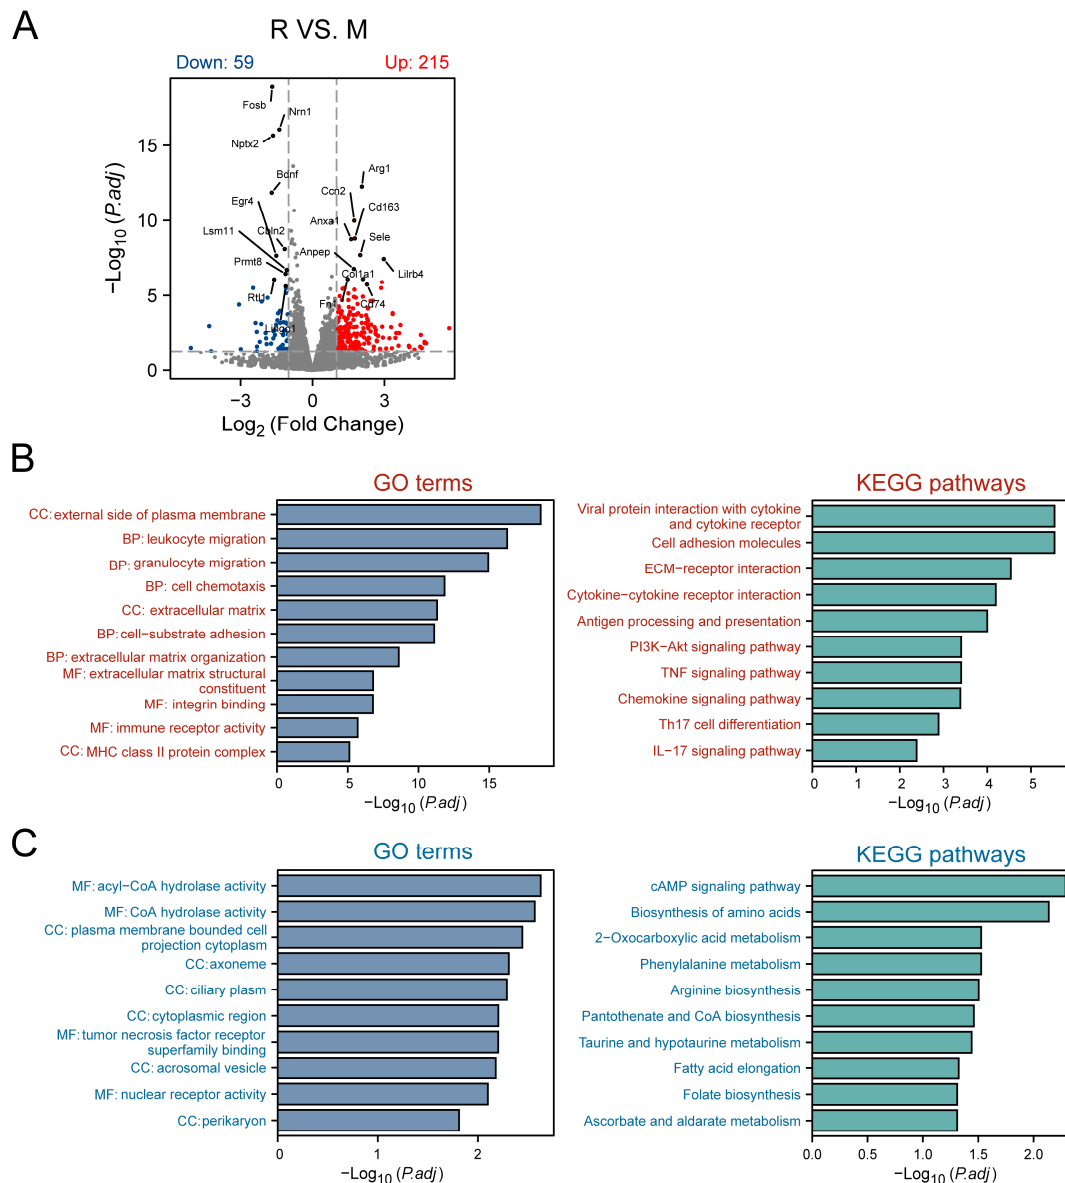 A
R VS. M
Down: 59
Up: 215
Fosb
Nrn1
Nptx2
Bdnf
Arg1
Ccn2
Egr4
Cd163
Anxa1
Lsm11
Cbln2
Sele
Anpep
Prmt8
Col1a1
Lilrb4
Rtl1
Fn1
Cd74
15
10
5
0
−Log10 (P.adj)
−3
0
3
Log2 (Fold Change)
B
GO terms
CC: external side of plasma membrane
BP: leukocyte migration
BP: granulocyte migration
BP: cell chemotaxis
CC: extracellular matrix
BP: cell−substrate adhesion
BP: extracellular matrix organization
MF: extracellular matrix structural
constituent
MF: integrin binding
MF: immune receptor activity
CC: MHC class II protein complex
0
5
10
15
−Log10 (P.adj)
KEGG pathways
Viral protein interaction with cytokine
and cytokine receptor
Cell adhesion molecules
ECM−receptor interaction
Cytokine−cytokine receptor interaction
Antigen processing and presentation
PI3K−Akt signaling pathway
TNF signaling pathway
Chemokine signaling pathway
Th17 cell differentiation
IL−17 signaling pathway
0
1
2
3
4
5
−Log10 (P.adj)
C
GO terms
MF: acyl−CoA hydrolase activity
MF: CoA hydrolase activity
CC: plasma membrane bounded cell
projection cytoplasm
CC: axoneme
CC: ciliary plasm
CC: cytoplasmic region
MF: tumor necrosis factor receptor
superfamily binding
CC: acrosomal vesicle
MF: nuclear receptor activity
CC: perikaryon
0
1
2
−Log10 (P.adj)
KEGG pathways
cAMP signaling pathway
Biosynthesis of amino acids
2−Oxocarboxylic acid metabolism
Phenylalanine metabolism
Arginine biosynthesis
Pantothenate and CoA biosynthesis
Taurine and hypotaurine metabolism
Fatty acid elongation
Folate biosynthesis
Ascorbate and aldarate metabolism
0.0
0.5
1.0
1.5
2.0
−Log10 (P.adj)